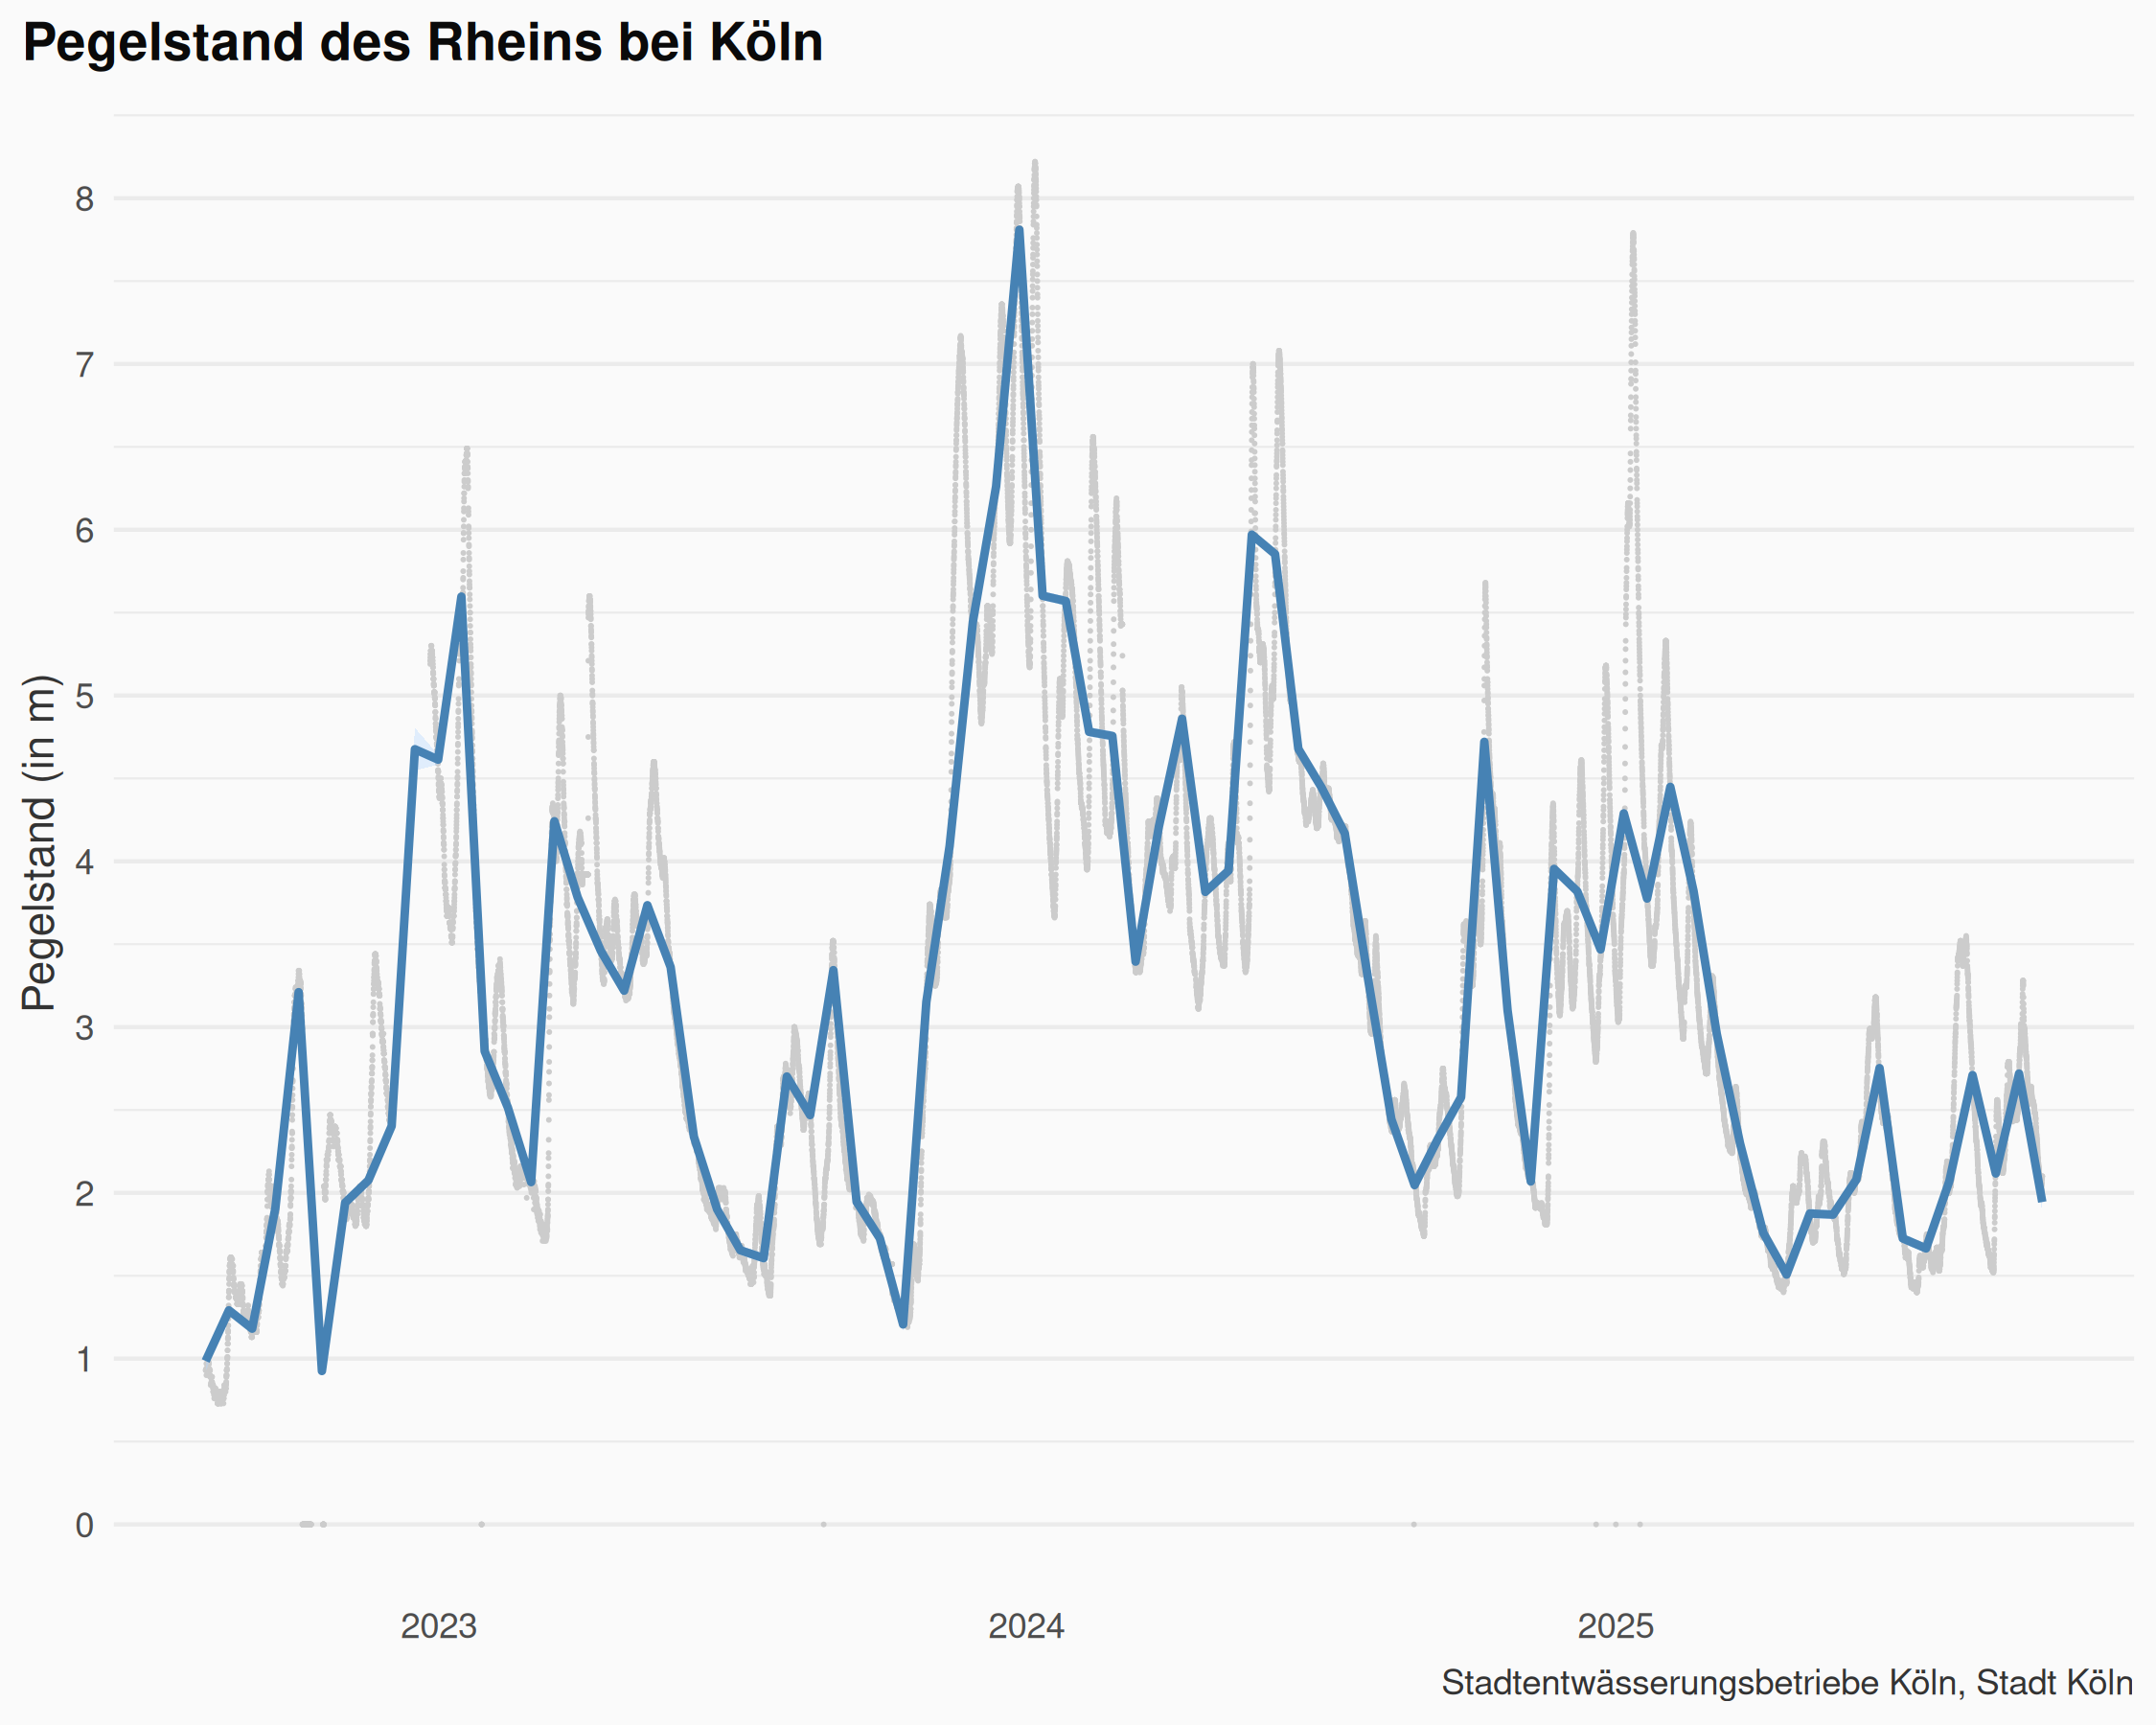 Pegelstand des Rheins bei Köln
Pegelstand (in m)
8
7
6
5
4
3
2
1
0
2023 2024 2025
Stadtentwässerungsbetriebe Köln, Stadt Köln